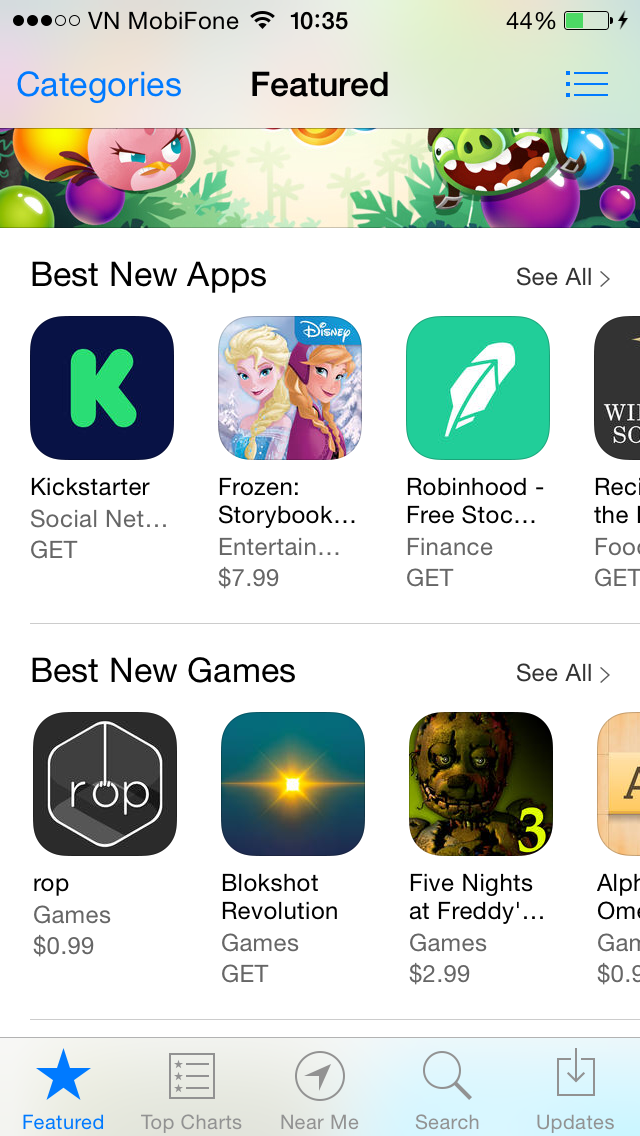 VN MobiFone 10:35 44%
Categories Featured
Best New Apps See All
Disney
WI
SC
Kickstarter
Social Net...
GET
Frozen:
Storybook...
Entertain...
$7.99
Robinhood -
Free Stoc...
Finance
GET
Reci
the
Food
GET
Best New Games See All
rop
3
A
rop
Games
$0.99
Blokshot
Revolution
Games
GET
Five Nights
at Freddy'...
Games
$2.99
Alph
Ome
Gam
$0.9
Featured Top Charts Near Me Search Updates